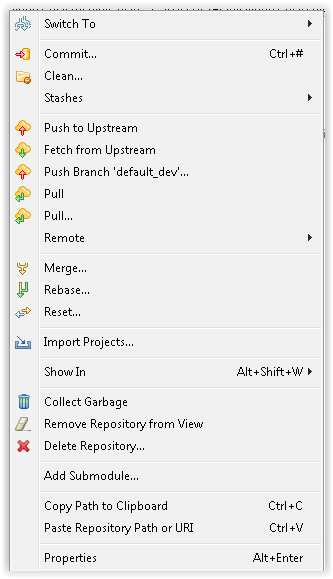 Switch To
Commit... Ctrl+#
Clean...
Stashes
Push to Upstream
Fetch from Upstream
Push Branch 'default_dev'...
Pull
Pull...
Remote
Merge...
Rebase...
Reset...
Import Projects...
Show In Alt+Shift+W
Collect Garbage
Remove Repository from View
Delete Repository...
Add Submodule...
Copy Path to Clipboard Ctrl+C
Paste Repository Path or URI Ctrl+V
Properties Alt+Enter